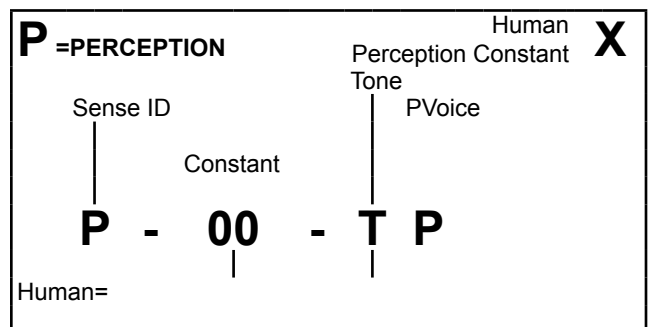 P =PERCEPTION
Human
Perception Constant
X
Tone
Sense ID
PVoice
Constant
P - 00 - T P
Human=